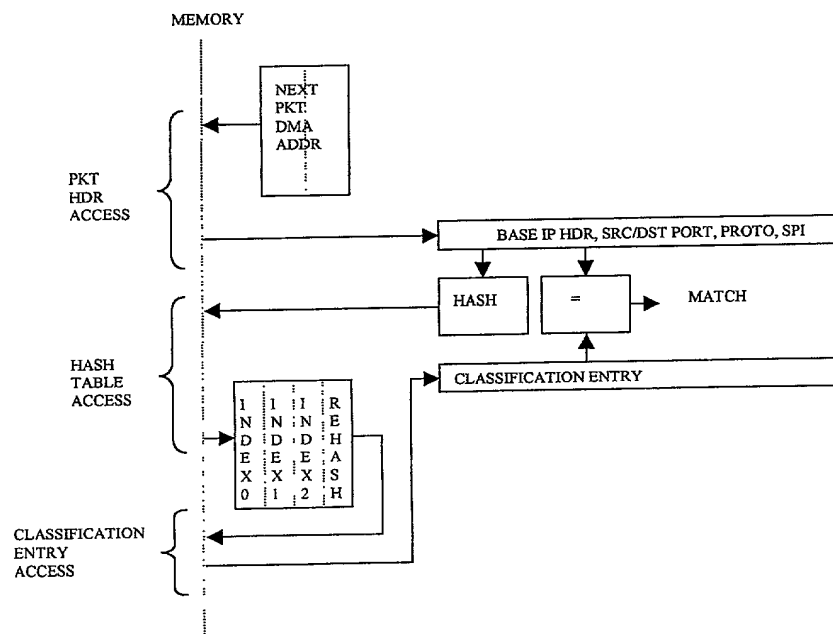 MEMORY
NEXT
PKT
DMA
ADDR
PKT
HDR
ACCESS
BASE IP HDR, SRC/DST PORT, PROTO, SPI
HASH
=
MATCH
HASH
TABLE
ACCESS
CLASSIFICATION ENTRY
INDEX0
INDEX1
INDEX2
REHASH
CLASSIFICATION
ENTRY
ACCESS